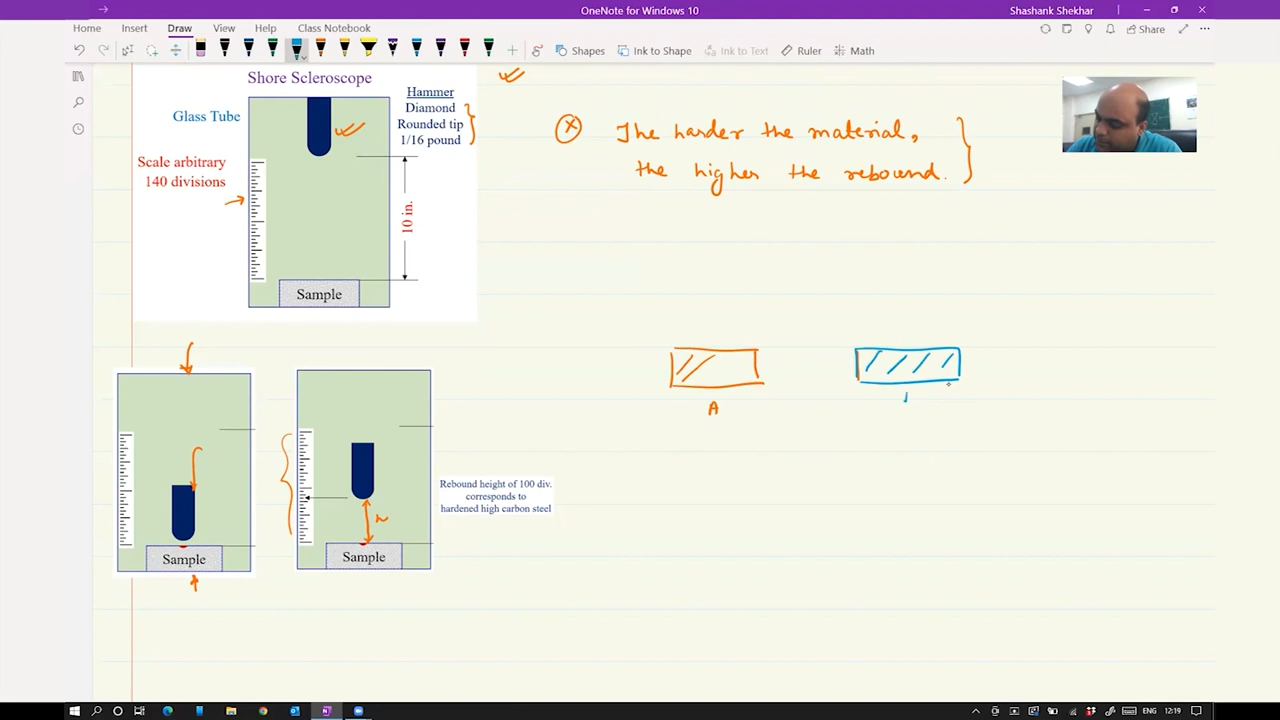 OneNote for Windows 10
Shashank Shekhar
Home Insert Draw View Help Class Notebook
Share
Shapes
Ink to Shape
Ink to Text
Ruler
Math
Shore Scleroscope
Glass Tube
Scale arbitrary
140 divisions
Hammer
Diamond
Rounded tip
1/16 pound
10 in.
Sample
The harder the material,
the higher the rebound.
A
Sample
Sample
Rebound height of 100 div.
corresponds to
hardened high carbon steel
ENG
12:19